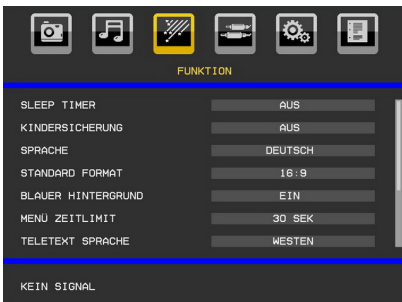 FUNKTION
SLEEP TIMER AUS
KINDERSICHERUNG AUS
SPRACHE DEUTSCH
STANDARD FORMAT 16:9
BLAUER HINTERGRUND EIN
MENÜ ZEITLIMIT 30 SEK
TELETEXT SPRACHE WESTEN
KEIN SIGNAL